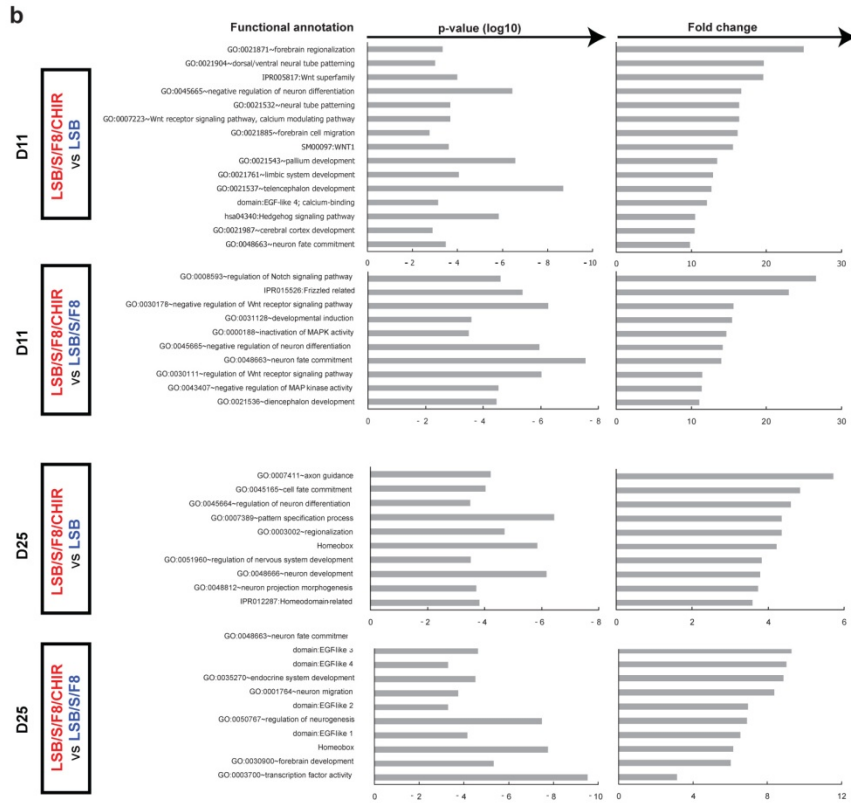 b
Functional annotation
p-value (log10)
Fold change
D11
LSB/S/F8/CHIR
vs LSB
GO:0021871~forebrain regionalization
GO:0021904~dorsal/ventral neural tube patterning
IPR005817:Wnt superfamily
GO:0045665~negative regulation of neuron differentiation
GO:0021532~neural tube patterning
GO:0007223~Wnt receptor signaling pathway, calcium modulating pathway
GO:0021885~forebrain cell migration
SM00097:WNT1
GO:0021543~pallium development
GO:0021761~limbic system development
GO:0021537~telencephalon development
domain:EGF-like 4; calcium-binding
hsa04340:Hedgehog signaling pathway
GO:0021987~cerebral cortex development
GO:0048663~neuron fate commitment
0 - 2 - 4 - 6 - 8 -10
10 20 30
D11
LSB/S/F8/CHIR
vs LSB/S/F8
GO:0008593~regulation of Notch signaling pathway
IPR015526:Frizzled related
GO:0030178~negative regulation of Wnt receptor signaling pathway
GO:0031128~developmental induction
GO:0000188~inactivation of MAPK activity
GO:0045665~negative regulation of neuron differentiation
GO:0048663~neuron fate commitment
GO:0030111~regulation of Wnt receptor signaling pathway
GO:0043407~negative regulation of MAP kinase activity
GO:0021536~diencephalon development
0 - 2 - 4 - 6 - 8
0 10 20 30
D25
LSB/S/F8/CHIR
vs LSB
GO:0007411~axon guidance
GO:0045165~cell fate commitment
GO:0045664~regulation of neuron differentiation
GO:0007389~pattern specification process
GO:0003002~regionalization
Homeobox
GO:0051960~regulation of nervous system development
GO:0048666~neuron development
GO:0048812~neuron projection morphogenesis
IPR012287:Homeodomain-related
0 - 2 - 4 - 6 - 8
0 2 4 6
D25
LSB/S/F8/CHIR
vs LSB/S/F8
GO:0048663~neuron fate commitmer
domain:EGF-like
domain:EGF-like 4
GO:0035270~endocrine system development
GO:0001764~neuron migration
domain:EGF-like 2
GO:0050767~regulation of neurogenesis
domain:EGF-like 1
Homeobox
GO:0030900~forebrain development
GO:0003700~transcription factor activity
0 - 2 - 4 - 6 - 8 - 10
0 4 8 12